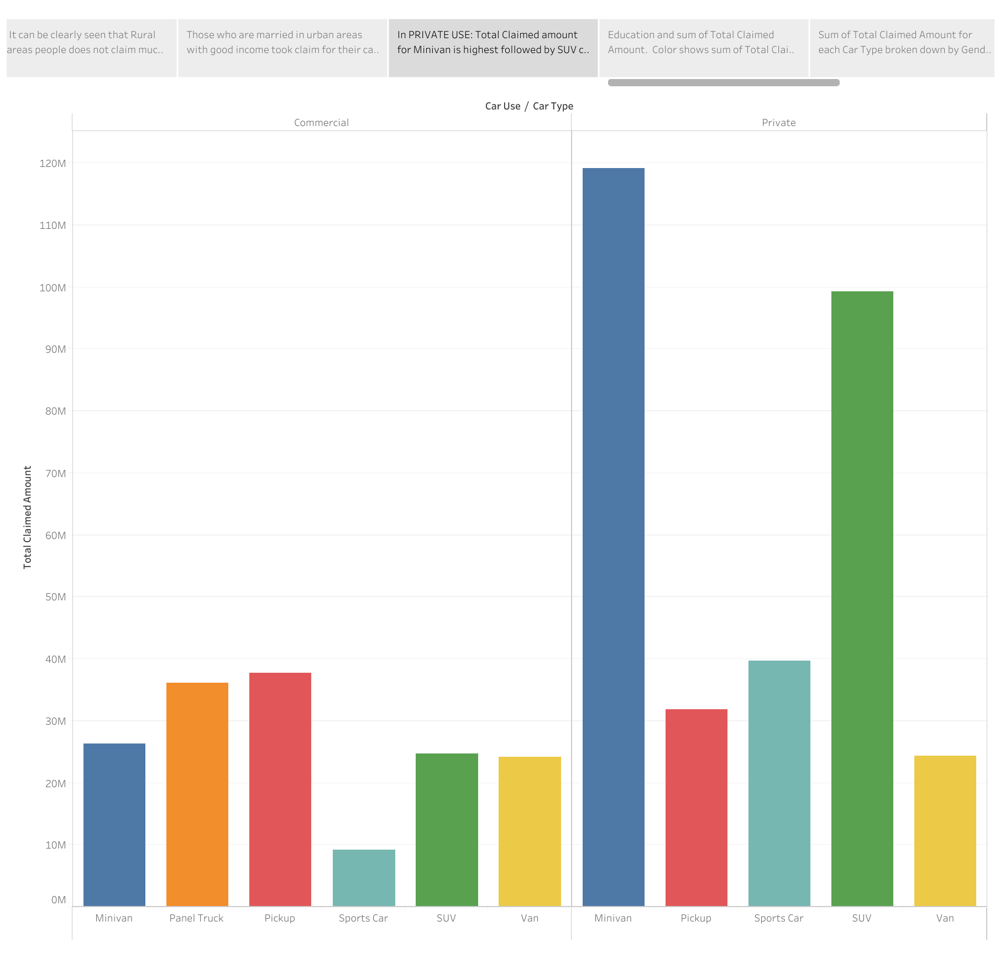 It can be clearly seen that Rural
areas people does not claim muc..
Those who are married in urban areas
with good income took claim for their ca..
In PRIVATE USE: Total Claimed amount
for Minivan is highest followed by SUV c..
Education and sum of Total Claimed
Amount.  Color shows sum of Total Clai..
Sum of Total Claimed Amount for
each Car Type broken down by Gend..
Car Use / Car Type
Commercial
Private
Total Claimed Amount
120M
110M
100M
90M
80M
70M
60M
50M
40M
30M
20M
10M
0M
Minivan
Panel Truck
Pickup
Sports Car
SUV
Van
Minivan
Pickup
Sports Car
SUV
Van